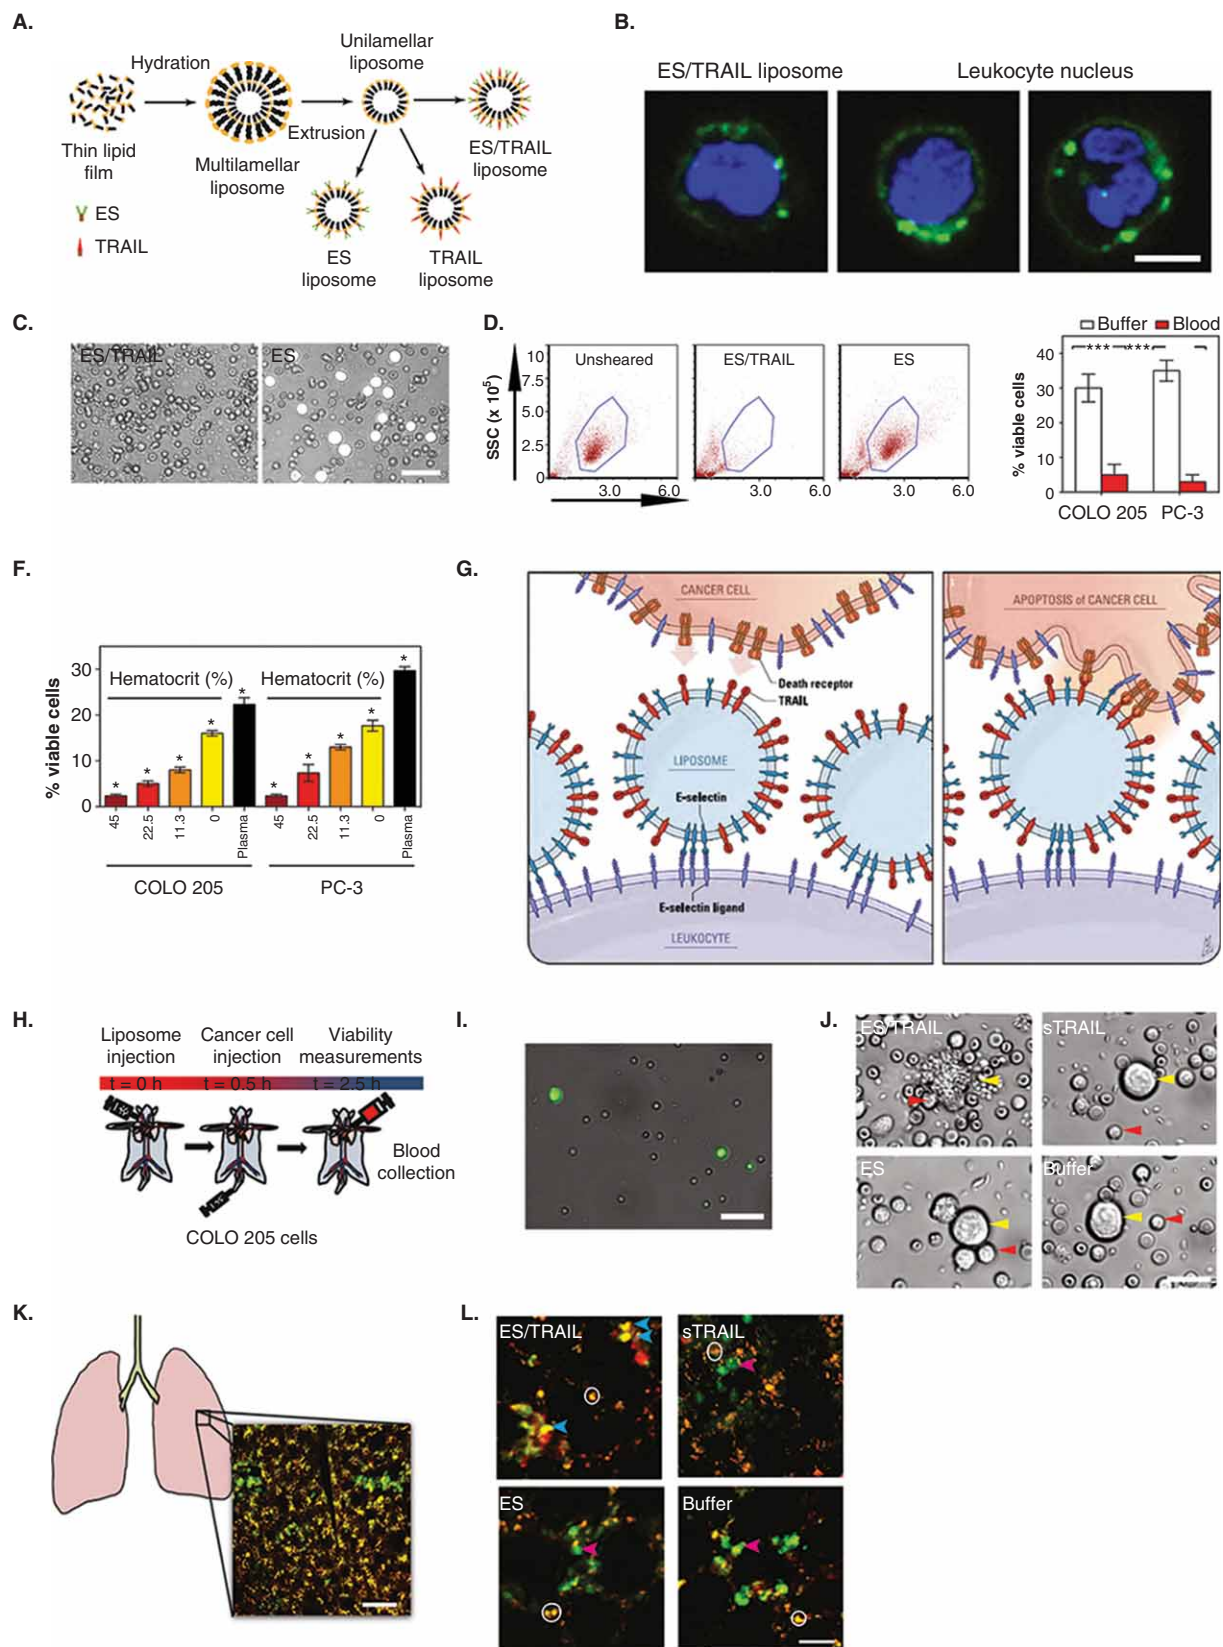 A.
Hydration
Unilamellar
liposome
Thin lipid
film
Multilamellar
liposome
Extrusion
ES/TRAIL
liposome
ES
TRAIL
ES
liposome
TRAIL
liposome
B.
ES/TRAIL liposome
Leukocyte nucleus
C.
ES/TRAIL
ES
D.
SSC (x 10⁵)
10
7.5
5.0
2.5
0
Unsheared
ES/TRAIL
ES
3.0 6.0
3.0 6.0
3.0 6.0
Buffer Blood
% viable cells
40
30
20
10
0
*** ***
COLO 205 PC-3
F.
% viable cells
30
20
10
0
Hematocrit (%) Hematocrit (%)
* * * * * * * * * *
45 22.5 11.3 0 Plasma 45 22.5 11.3 0 Plasma
COLO 205 PC-3
G.
CANCER CELL
Death receptor
TRAIL
LIPOSOME
E-selectin
E-selectin ligand
LEUKOCYTE
APOPTOSIS of CANCER CELL
H.
Liposome
injection
Cancer cell
injection
Viability
measurements
t = 0 h t = 0.5 h t = 2.5 h
Blood
collection
COLO 205 cells
I.
J.
ES/TRAIL
sTRAIL
ES
Buffer
K.
L.
ES/TRAIL
sTRAIL
ES
Buffer